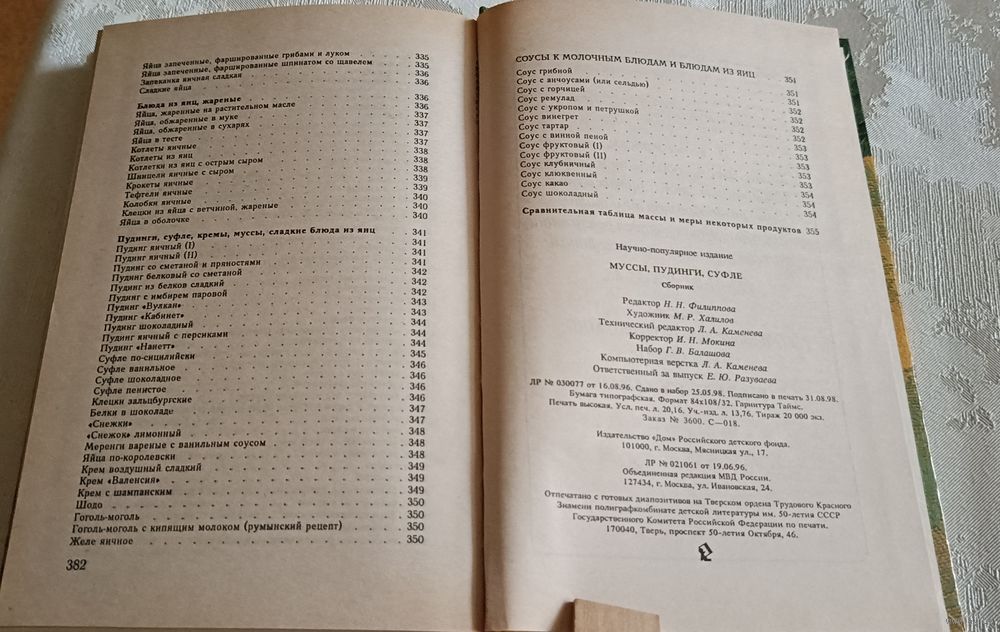 Яйца запеченные, фаршированные грибами и луком . . . . 335
Яйца запеченные, фаршированные шпинатом со щавелем . . . . 335
Запеканка яичная сладкая . . . . 336
Сладкие яйца . . . . 336
Блюда из яиц, жареные . . . . 336
Яйца, жаренные на растительном масле . . . . 336
Яйца, обжаренные в муке . . . . 337
Яйца, обжаренные в сухарях . . . . 337
Яйца в тесте . . . . 337
Котлеты яичные . . . . 337
Котлеты из яиц . . . . 338
Котлетки из яиц с острым сыром . . . . 338
Шницели яичные с сыром . . . . 338
Крокеты яичные . . . . 339
Тефтели яичные . . . . 339
Колобки яичные . . . . 340
Клецки из яйца с ветчиной, жареные . . . . 340
Яйца в оболочке . . . . 340
Пудинги, суфле, кремы, муссы, сладкие блюда из яиц . . . . 341
Пудинг яичный (I) . . . . 341
Пудинг яичный (II) . . . . 341
Пудинг со сметаной и пряностями . . . . 341
Пудинг белковый со сметаной . . . . 342
Пудинг из белков сладкий . . . . 342
Пудинг с имбирем паровой . . . . 342
Пудинг «Вулкан» . . . . 343
Пудинг «Кабинет» . . . . 343
Пудинг шоколадный . . . . 344
Пудинг яичный с персиками . . . . 344
Пудинг «Нанетт» . . . . 344
Суфле по-сицилийски . . . . 345
Суфле ванильное . . . . 346
Суфле шоколадное . . . . 346
Суфле пенистое . . . . 346
Клецки зальцбургские . . . . 346
Белки в шоколаде . . . . 347
«Снежки» . . . . 347
«Снежок» лимонный . . . . 348
Меренги вареные с ванильным соусом . . . . 348
Яйца по-королевски . . . . 348
Крем воздушный сладкий . . . . 349
Крем «Валенсия» . . . . 349
Крем с шампанским . . . . 349
Шодо . . . . 350
Гоголь-моголь . . . . 350
Гоголь-моголь с кипящим молоком (румынский рецепт) . . . . 350
Желе яичное . . . . 350
382
СОУСЫ К МОЛОЧНЫМ БЛЮДАМ И БЛЮДАМ ИЗ ЯИЦ . . 351
Соус грибной
Соус с анчоусами (или сельдью) . . . . 351
Соус с горчицей . . . . 351
Соус ремулад . . . . 352
Соус с укропом и петрушкой . . . . 352
Соус винегрет . . . . 352
Соус тартар . . . . 352
Соус с винной пеной . . . . 353
Соус фруктовый (I) . . . . 353
Соус фруктовый (II) . . . . 353
Соус клубничный . . . . 353
Соус клюквенный . . . . 354
Соус какао . . . . 354
Соус шоколадный . . . . 354
Сравнительная таблица массы и меры некоторых продуктов 355
Научно-популярное издание
МУССЫ, ПУДИНГИ, СУФЛЕ
Сборник
Редактор Н. Н. Филиппова
Художник М. Р. Халилов
Технический редактор Л. А. Каменева
Корректор И. Н. Мокина
Набор Г. В. Балашова
Компьютерная верстка Л. А. Каменева
Ответственный за выпуск Е. Ю. Разуваева
ЛР № 030077 от 16.08.96. Сдано в набор 25.05.98. Подписано в печать 31.08.98.
Бумага типографская. Формат 84х108/32. Гарнитура Таймс.
Печать высокая. Усл. печ. л. 20,16. Уч.-изд. л. 13,76. Тираж 20 000 экз.
Заказ № 3600. С—018.
Издательство «Дом» Российского детского фонда.
101000, г. Москва, Мясницкая ул., 17.
ЛР № 021061 от 19.06.96.
Объединенная редакция МВД России.
127434, г. Москва, ул. Ивановская, 24.
Отпечатано с готовых диапозитивов на Тверском ордена Трудового Красного
Знамени полиграфкомбинате детской литературы им. 50-летия СССР
Государственного Комитета Российской Федерации по печати.
170040, Тверь, проспект 50-летия Октября, 46.